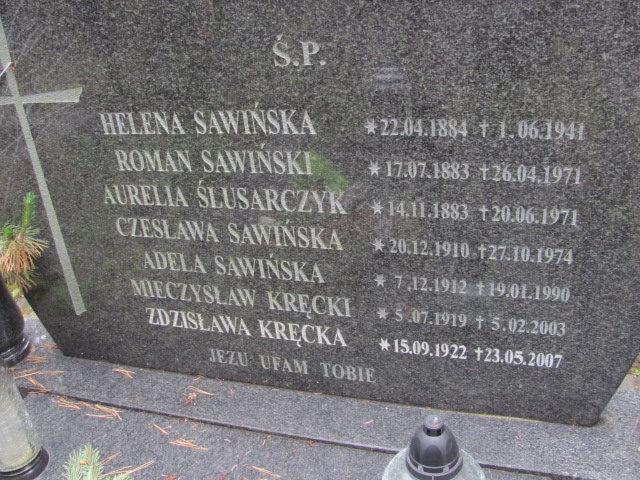 Ś.P.
HELENA SAWIŃSKA *22.04.1884 † 1.06.1941
ROMAN SAWIŃSKI *17.07.1883 †26.04.1971
AURELIA ŚLUSARCZYK *14.11.1883 †20.06.1971
CZESŁAWA SAWIŃSKA *20.12.1910 †27.10.1974
ADELA SAWIŃSKA * 7.12.1912 †19.01.1990
MIECZYSŁAW KRĘCKI *5.07.1919 † 5.02.2003
ZDZISŁAWA KRĘCKA *15.09.1922 †23.05.2007
JEZU UFAM TOBIE